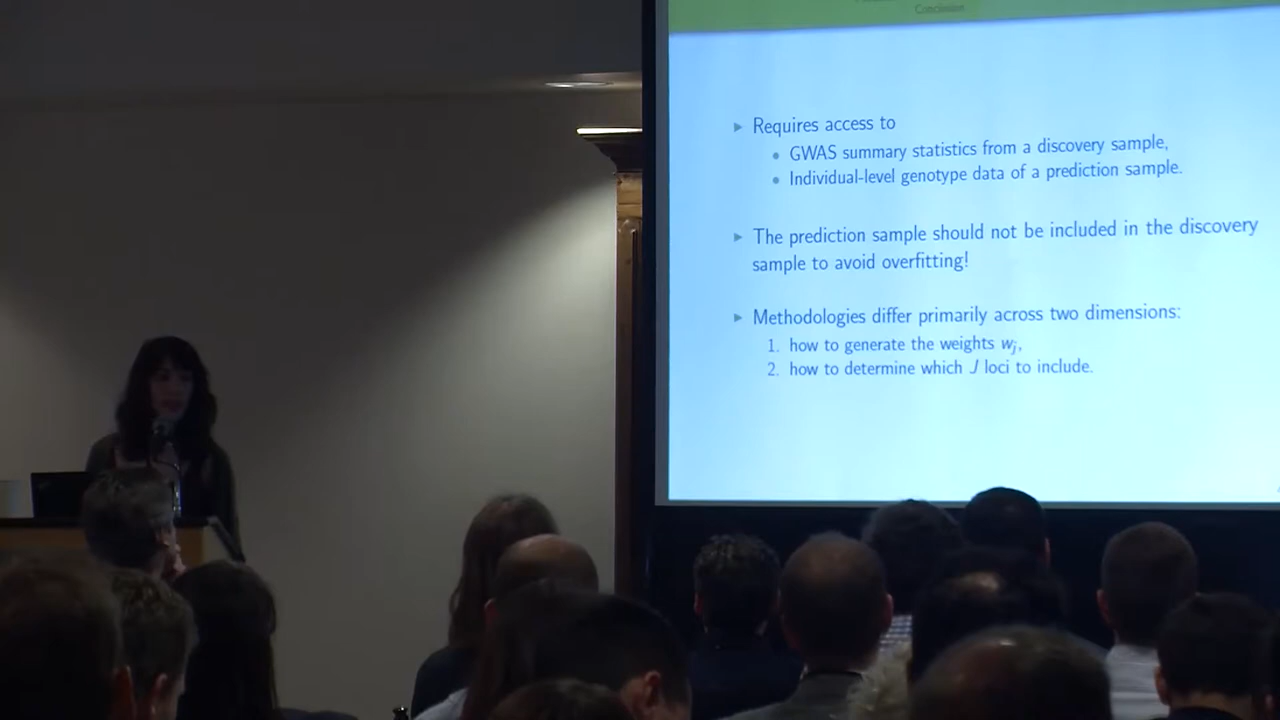 Conclusion
▶ Requires access to
• GWAS summary statistics from a discovery sample,
• Individual-level genotype data of a prediction sample.
▶ The prediction sample should not be included in the discovery
sample to avoid overfitting!
▶ Methodologies differ primarily across two dimensions:
1. how to generate the weights wⱼ,
2. how to determine which J loci to include.